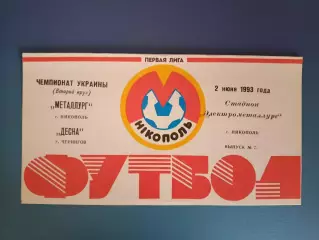 ПЕРВАЯ ЛИГА
ЧЕМПИОНАТ УКРАИНЫ
(Второй круг)
„МЕТАЛЛУРГ"
г. НИКОПОЛЬ
„ДЕСНА"
г. ЧЕРНИГОВ
М
НІКОПОЛЬ
2 июня 1993 года
Стадион
„Электрометаллург"
г. НИКОПОЛЬ
ВЫПУСК №
ФУТБОЛ